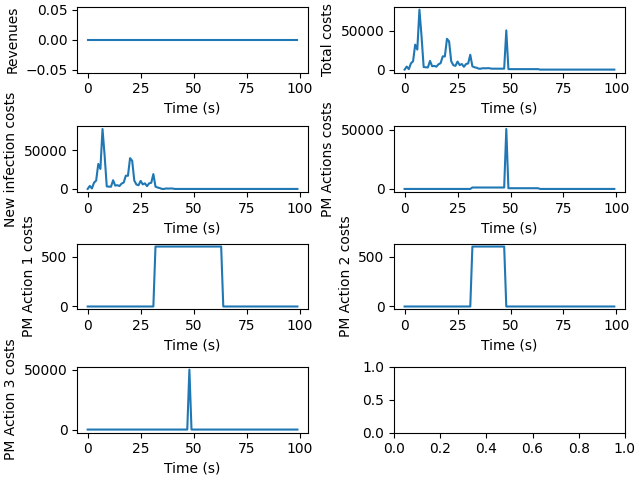 Revenues
0.05
0.00
−0.05
0 25 50 75 100
Time (s)
Total costs
50000
0
0 25 50 75 100
Time (s)
New infection costs
50000
0
0 25 50 75 100
Time (s)
PM Actions costs
50000
0
0 25 50 75 100
Time (s)
PM Action 1 costs
500
0
0 25 50 75 100
Time (s)
PM Action 2 costs
500
0
0 25 50 75 100
Time (s)
PM Action 3 costs
50000
0
0 25 50 75 100
Time (s)
1.0
0.5
0.0
0.0 0.2 0.4 0.6 0.8 1.0